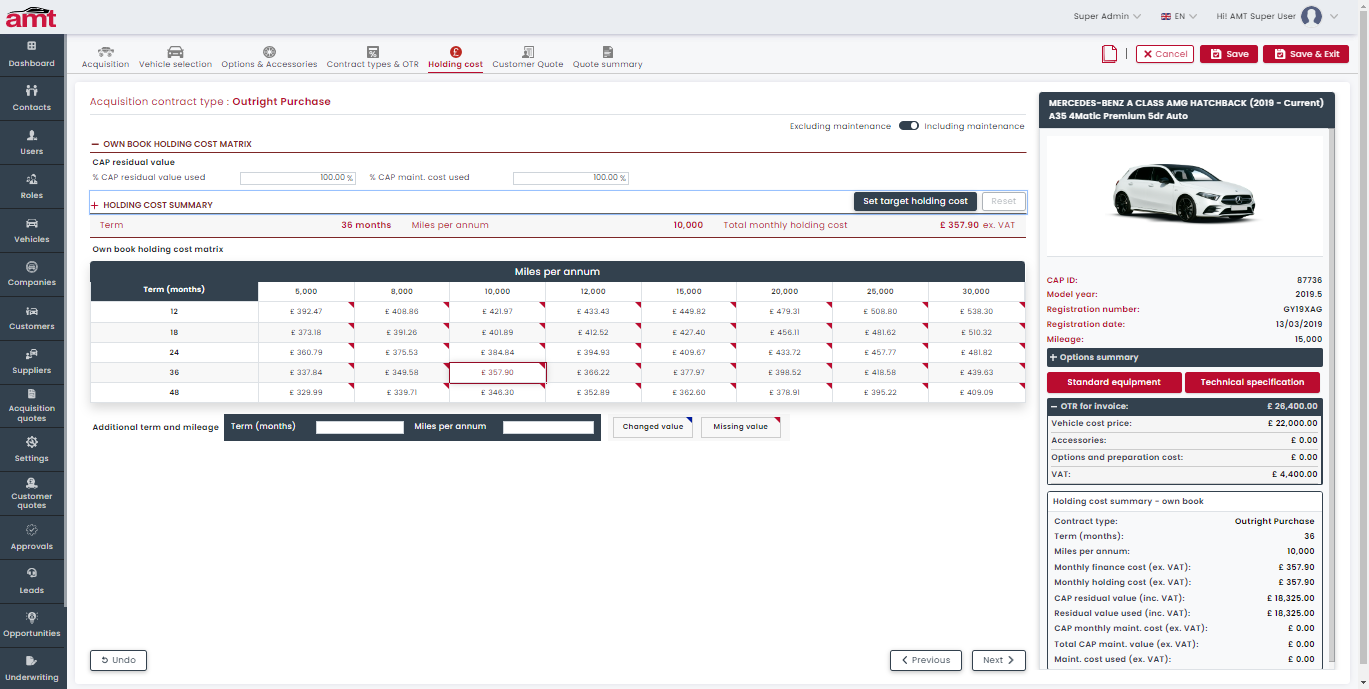 amt
Super Admin
EN
Hi! AMT Super User
Dashboard
Contacts
Users
Roles
Vehicles
Companies
Customers
Suppliers
Acquisition
quotes
Settings
Customer
quotes
Approvals
Leads
Opportunities
Underwriting
Acquisition
Vehicle selection
Options & Accessories
Contract types & OTR
Holding cost
Customer Quote
Quote summary
Cancel
Save
Save & Exit
Acquisition contract type : Outright Purchase
Excluding maintenance Including maintenance
OWN BOOK HOLDING COST MATRIX
CAP residual value
% CAP residual value used 100.00 % % CAP maint. cost used 100.00 %
HOLDING COST SUMMARY Set target holding cost Reset
Term 36 months Miles per annum 10,000 Total monthly holding cost £ 357.90 ex. VAT
Own book holding cost matrix
Miles per annum
Term (months) 5,000 8,000 10,000 12,000 15,000 20,000 25,000 30,000
12 £ 392.47 £ 408.86 £ 421.97 £ 433.43 £ 449.82 £ 479.31 £ 508.80 £ 538.30
18 £ 373.18 £ 391.26 £ 401.89 £ 412.52 £ 427.40 £ 456.11 £ 481.62 £ 510.32
24 £ 360.79 £ 375.53 £ 384.84 £ 394.93 £ 409.67 £ 433.72 £ 457.77 £ 481.82
36 £ 337.84 £ 349.58 £ 357.90 £ 366.22 £ 377.97 £ 398.52 £ 418.58 £ 439.63
48 £ 329.99 £ 339.71 £ 346.30 £ 352.89 £ 362.60 £ 378.91 £ 395.22 £ 409.09
Additional term and mileage Term (months) Miles per annum Changed value Missing value
Undo
Previous
Next
MERCEDES-BENZ A CLASS AMG HATCHBACK (2019 - Current)
A35 4Matic Premium 5dr Auto
CAP ID: 87736
Model year: 2019.5
Registration number: GY19XAG
Registration date: 13/03/2019
Mileage: 15,000
Options summary
Standard equipment
Technical specification
OTR for invoice: £ 26,400.00
Vehicle cost price: £ 22,000.00
Accessories: £ 0.00
Options and preparation cost: £ 0.00
VAT: £ 4,400.00
Holding cost summary - own book
Contract type: Outright Purchase
Term (months): 36
Miles per annum: 10,000
Monthly finance cost (ex. VAT): £ 357.90
Monthly holding cost (ex. VAT): £ 357.90
CAP residual value (inc. VAT): £ 18,325.00
Residual value used (inc. VAT): £ 18,325.00
CAP monthly maint. cost (ex. VAT): £ 0.00
Total CAP maint. value (ex. VAT): £ 0.00
Maint. cost used (ex. VAT): £ 0.00